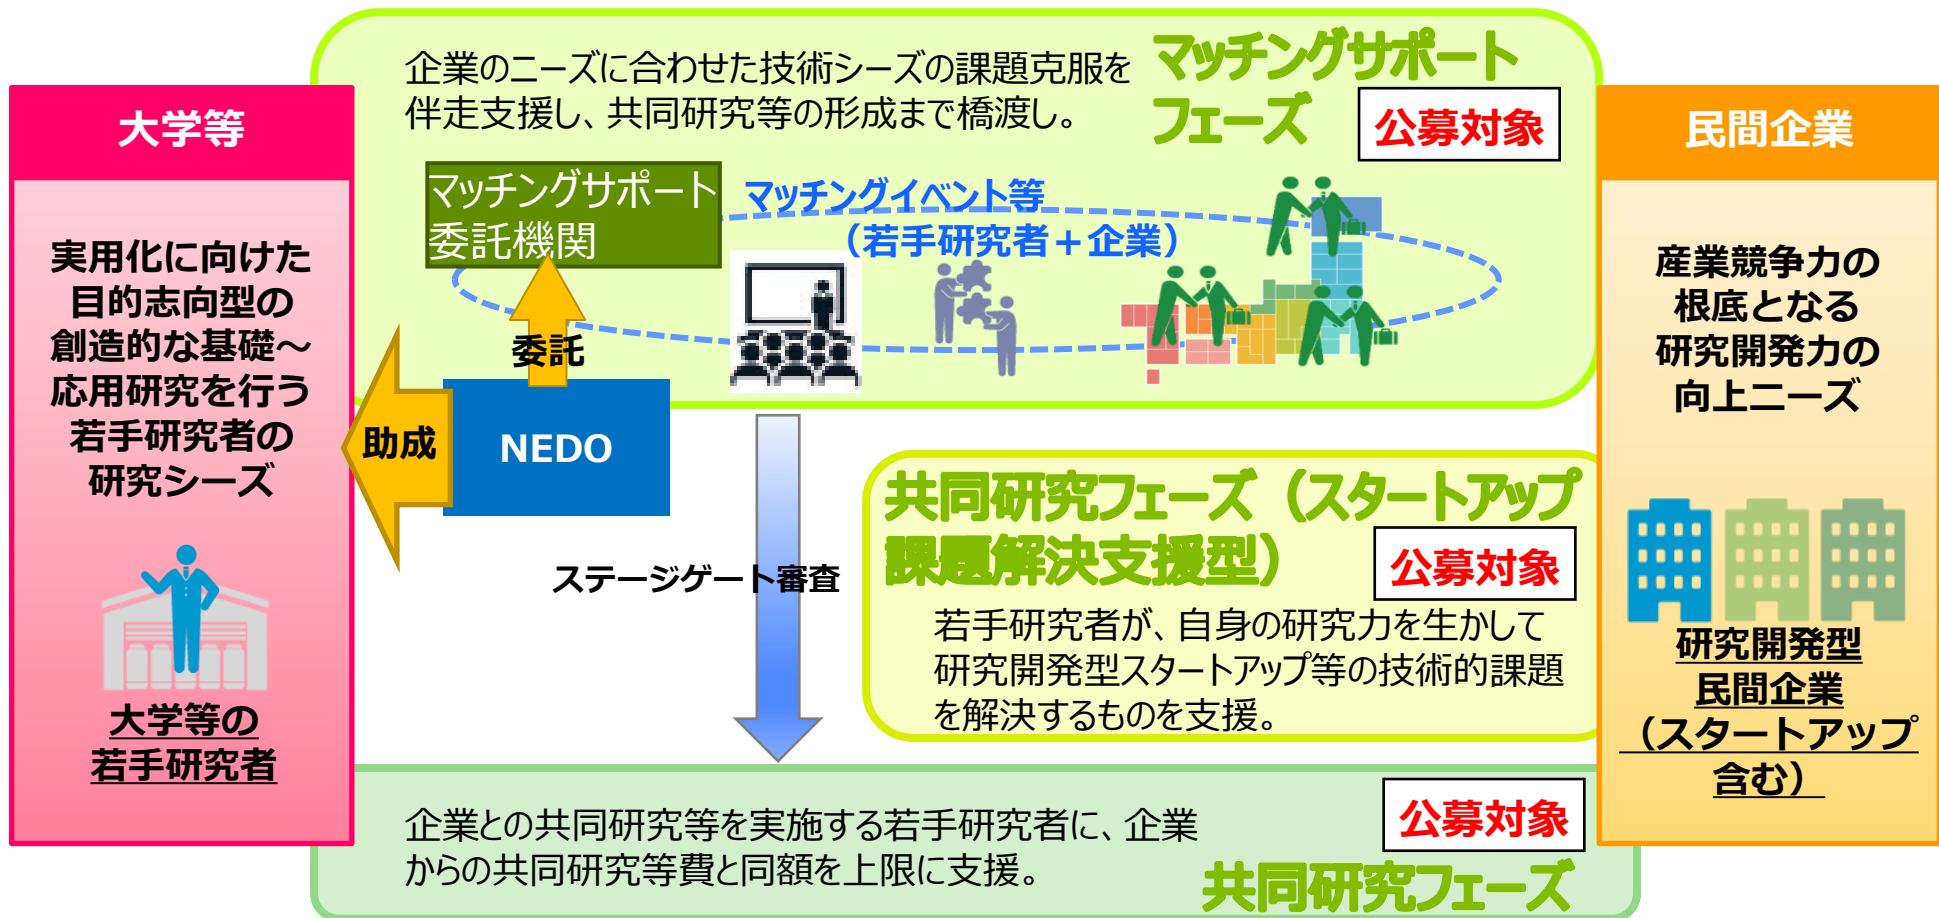 企業のニーズに合わせた技術シーズの課題克服を
伴走支援し、共同研究等の形成まで橋渡し。
マッチングサポート
フェーズ
公募対象
大学等
実用化に向けた
目的志向型の
創造的な基礎～
応用研究を行う
若手研究者の
研究シーズ
大学等の
若手研究者
マッチングサポート
委託機関
マッチングイベント等
（若手研究者＋企業）
委託
助成
NEDO
ステージゲート審査
共同研究フェーズ（スタートアップ
課題解決支援型）
公募対象
若手研究者が、自身の研究力を生かして
研究開発型スタートアップ等の技術的課題
を解決するものを支援。
民間企業
産業競争力の
根底となる
研究開発力の
向上ニーズ
研究開発型
民間企業
（スタートアップ
含む）
企業との共同研究等を実施する若手研究者に、企業
からの共同研究等費と同額を上限に支援。
公募対象
共同研究フェーズ